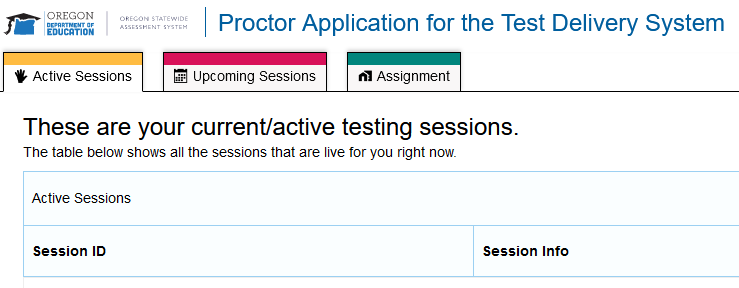 OREGON
DEPARTMENT OF
EDUCATION
OREGON STATEWIDE
ASSESSMENT SYSTEM
Proctor Application for the Test Delivery System
Active Sessions
Upcoming Sessions
Assignment
These are your current/active testing sessions.
The table below shows all the sessions that are live for you right now.
Active Sessions
Session ID
Session Info